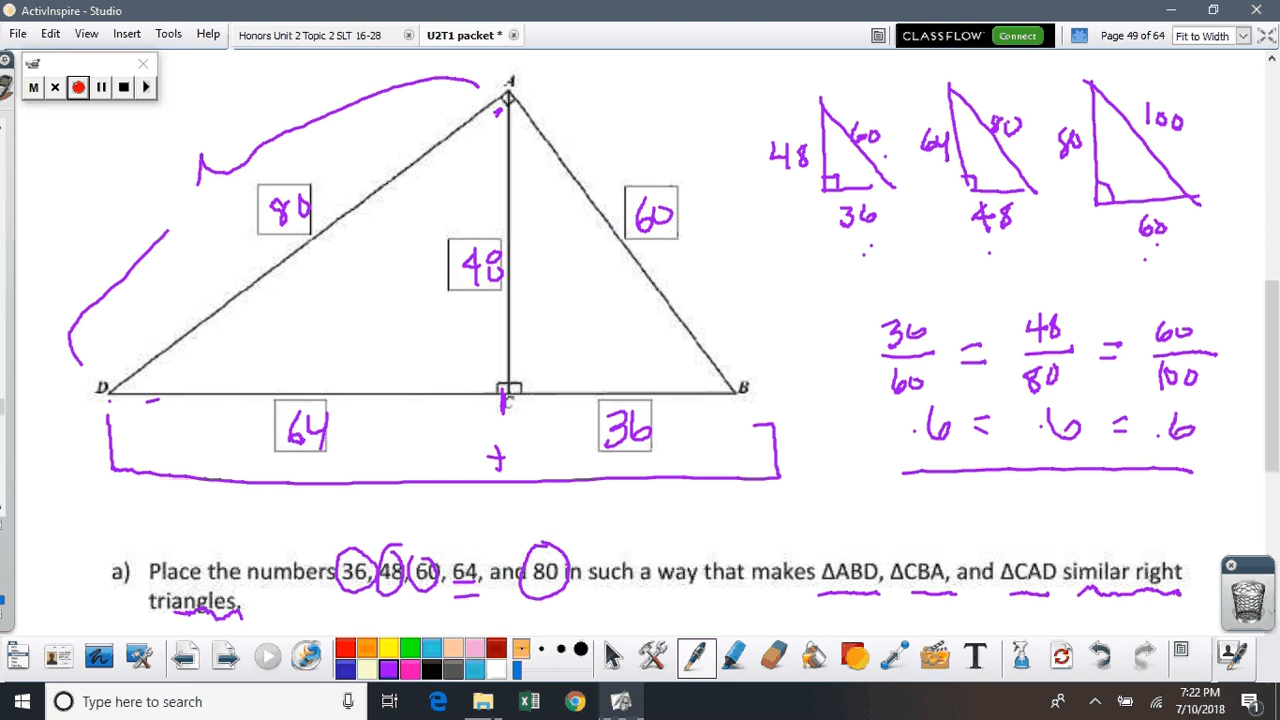 ActivInspire - Studio
File Edit View Insert Tools Help
Honors Unit 2 Topic 2 SLT 16-28
U2T1 packet *
CLASSFLOW Connect
Page 49 of 64
Fit to Width
M
A
80
60
48
D
C
B
64
+
36
48 60 36
64 80 48
80 100 60
36/60 = 48/80 = 60/100
.6 = .6 = .6
a) Place the numbers 36, 48, 60, 64, and 80 in such a way that makes ΔABD, ΔCBA, and ΔCAD similar right
triangles.
T
Type here to search
7:22 PM
7/10/2018
1